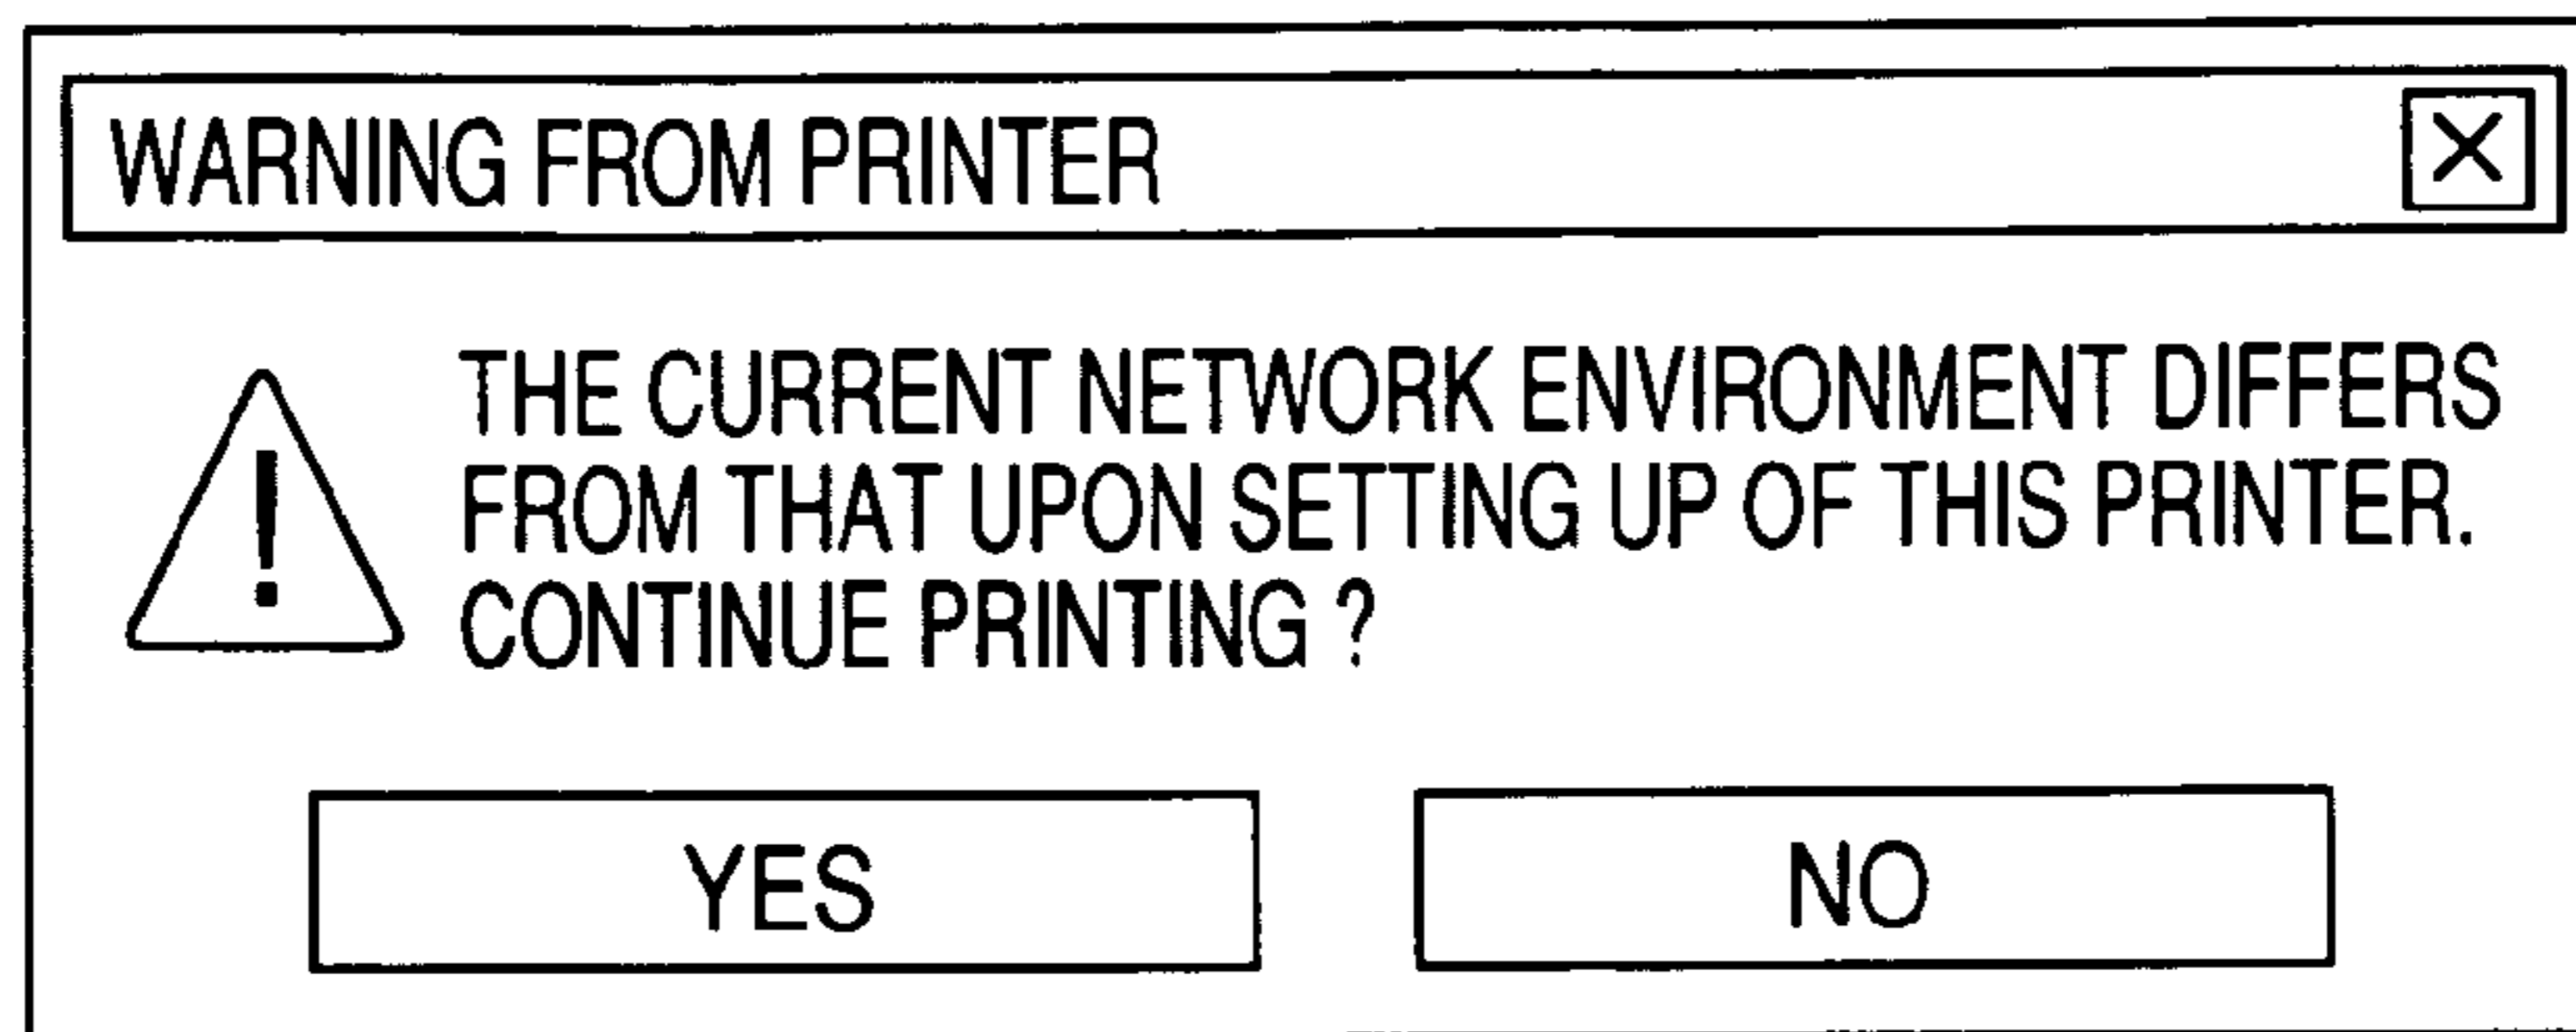 WARNING FROM PRINTER
THE CURRENT NETWORK ENVIRONMENT DIFFERS
FROM THAT UPON SETTING UP OF THIS PRINTER.
CONTINUE PRINTING ?
YES
NO